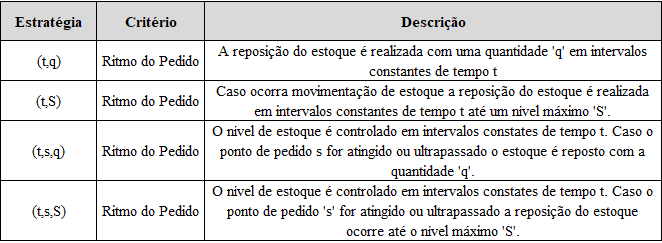 Estratégia Critério Descrição
(t,q) Ritmo do Pedido A reposição do estoque é realizada com uma quantidade 'q' em intervalos
constantes de tempo t
(t,S) Ritmo do Pedido Caso ocorra movimentação de estoque a reposição do estoque é realizada
em intervalos constantes de tempo t até um nivel máximo 'S'.
(t,s,q) Ritmo do Pedido O nivel de estoque é controlado em intervalos constates de tempo t. Caso o
ponto de pedido s for atingido ou ultrapassado o estoque é reposto com a
quantidade 'q'.
(t,s,S) Ritmo do Pedido O nivel de estoque é controlado em intervalos constates de tempo t. Caso o
ponto de pedido 's' for atingido ou ultrapassado a reposição do estoque
ocorre até o nivel máximo 'S'.